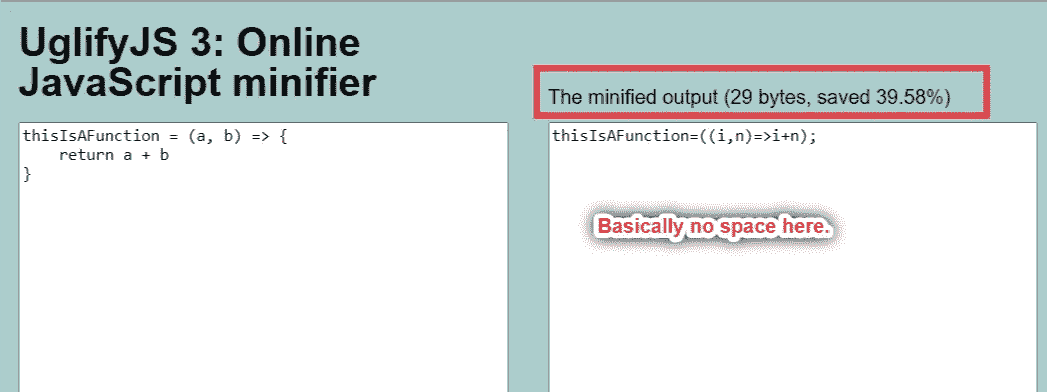 UglifyJS 3: Online
JavaScript minifier
The minified output (29 bytes, saved 39.58%)
thisIsAFunction = (a, b) => {
    return a + b
}
thisIsAFunction=((i,n)=>i+n);
Basically no space here.